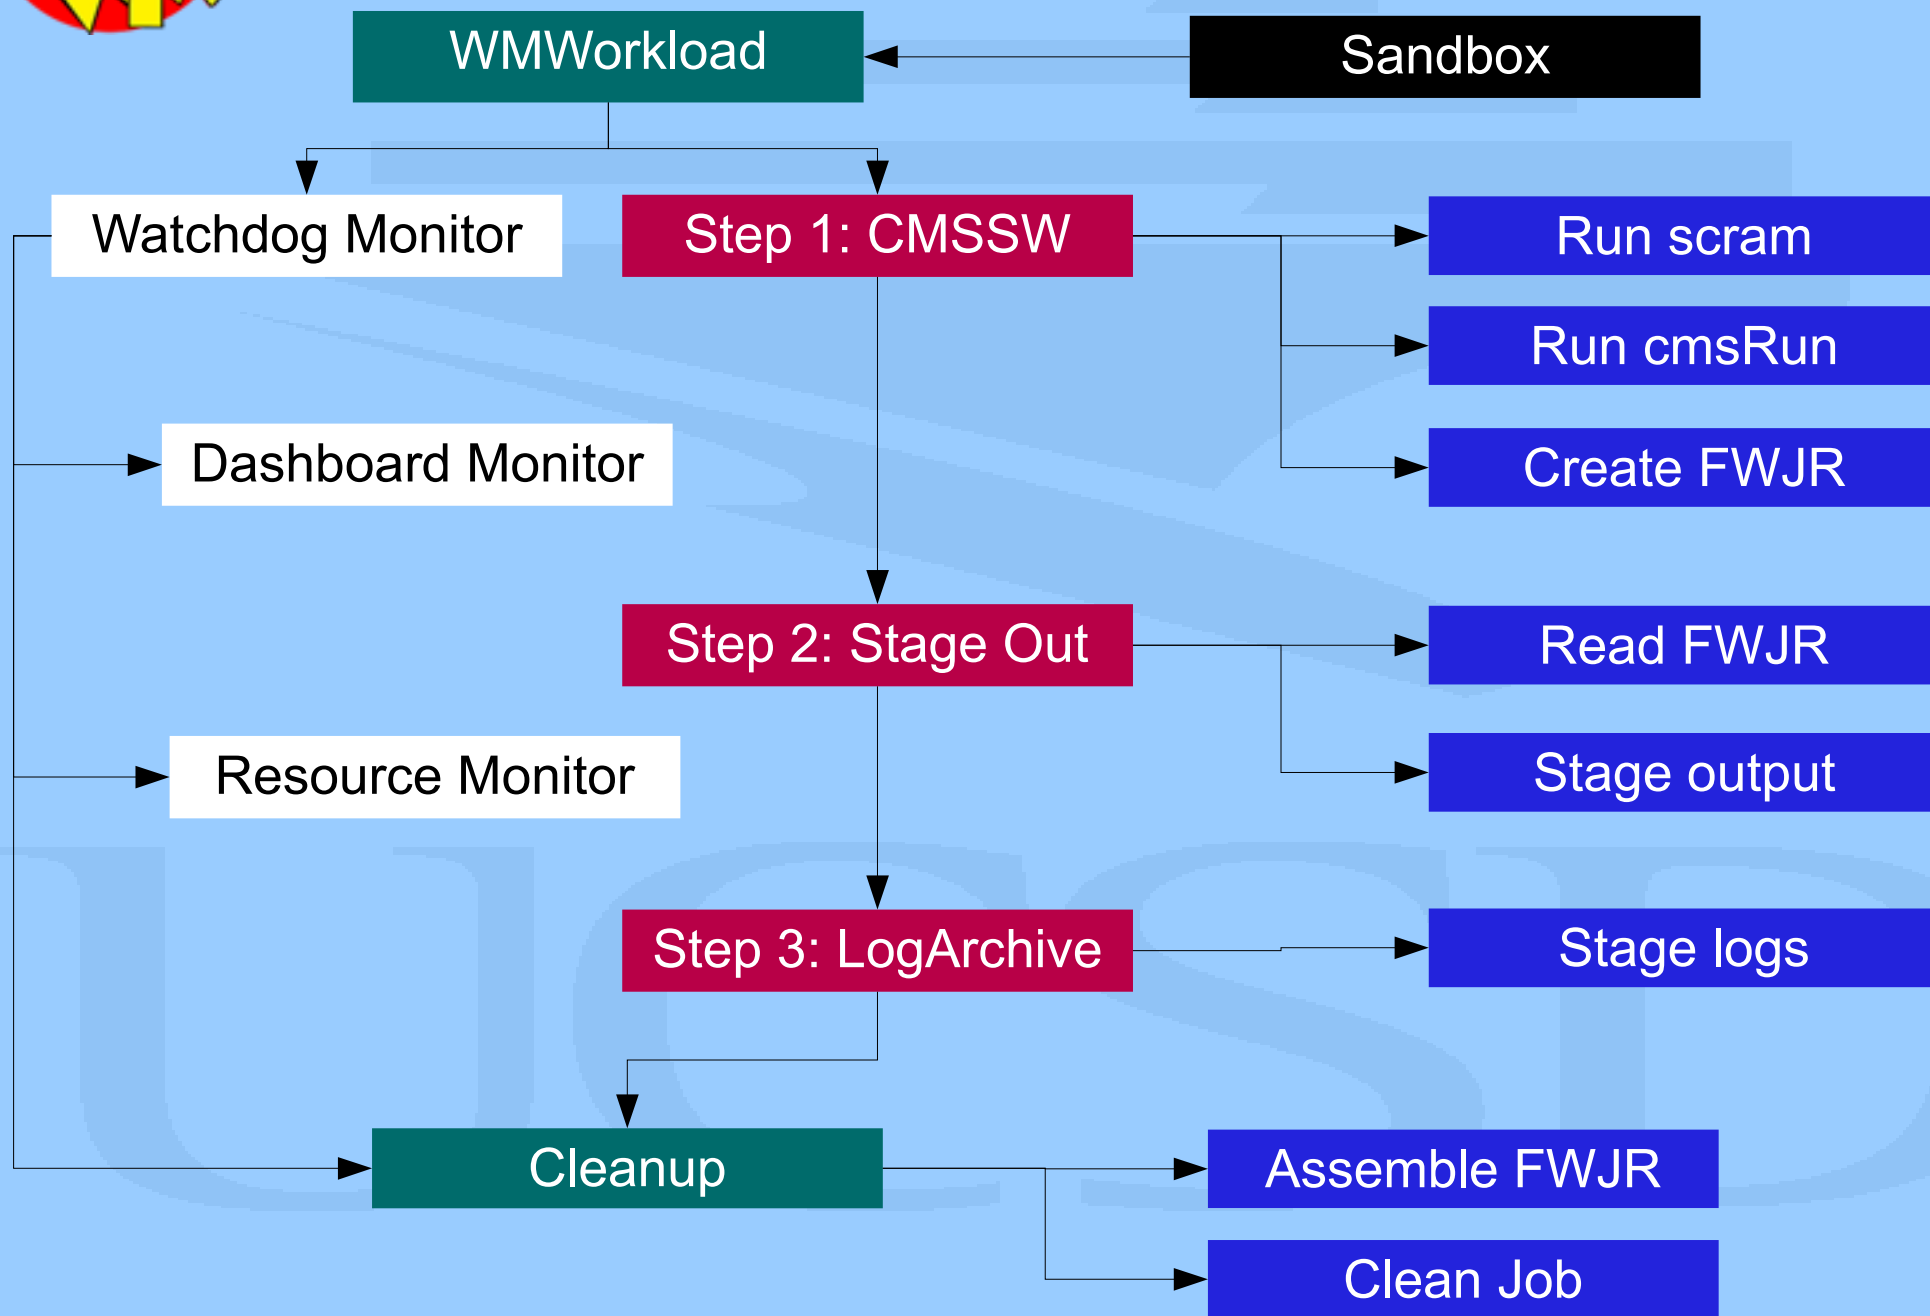 WMWorkload
Sandbox
Watchdog Monitor
Step 1: CMSSW
Run scram
Run cmsRun
Dashboard Monitor
Create FWJR
Step 2: Stage Out
Read FWJR
Resource Monitor
Stage output
Step 3: LogArchive
Stage logs
Cleanup
Assemble FWJR
Clean Job
UCSD